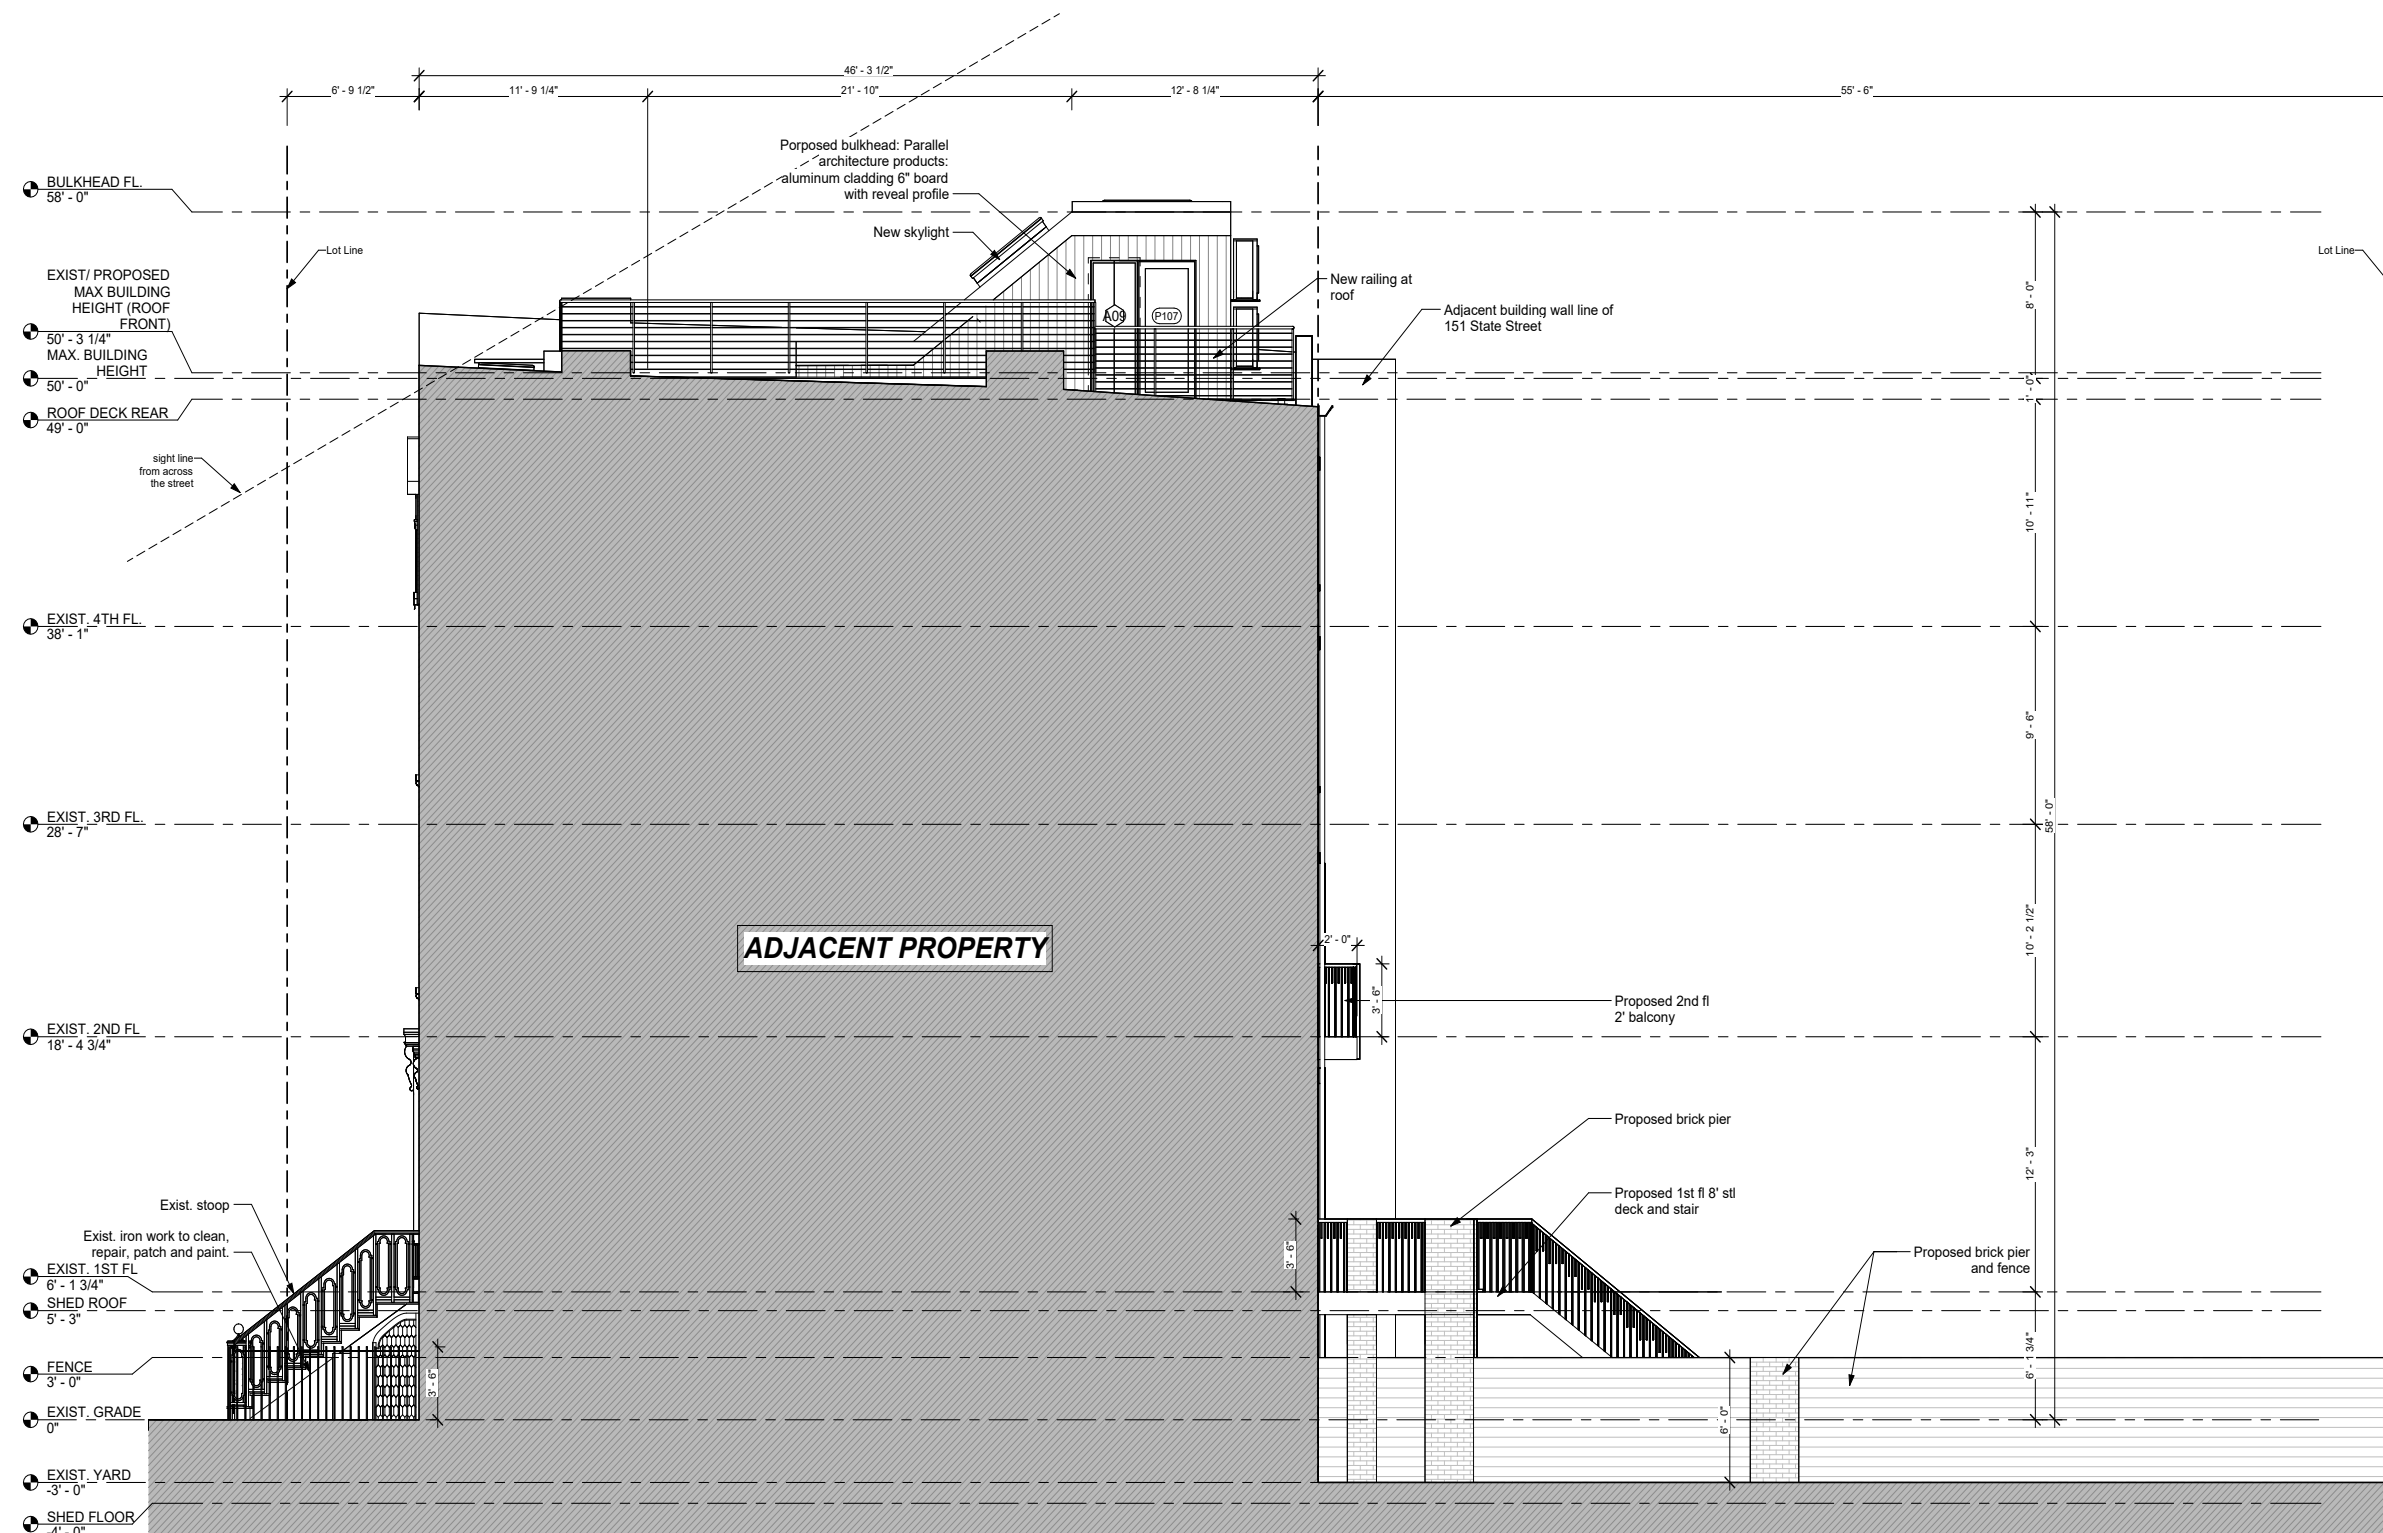 46' - 3 1/2"
6' - 9 1/2"
11' - 9 1/4"
21' - 10"
12' - 8 1/4"
55' - 6"
Porposed bulkhead: Parallel
architecture products:
aluminum cladding 6" board
with reveal profile
New skylight
BULKHEAD FL.
58' - 0"
Lot Line
Lot Line
EXIST/ PROPOSED
MAX BUILDING
HEIGHT (ROOF
FRONT)
50' - 3 1/4"
MAX. BUILDING
HEIGHT
50' - 0"
ROOF DECK REAR
49' - 0"
New railing at
roof
A09
P107
Adjacent building wall line of
151 State Street
8' - 0"
1' - 0"
sight line
from across
the street
10' - 11"
EXIST. 4TH FL.
38' - 1"
9' - 6"
EXIST. 3RD FL.
28' - 7"
58' - 0"
ADJACENT PROPERTY
2' - 0"
10' - 2 1/2"
3' - 6"
Proposed 2nd fl
2' balcony
EXIST. 2ND FL
18' - 4 3/4"
Proposed brick pier
12' - 3"
Proposed 1st fl 8' stl
deck and stair
Exist. stoop
Exist. iron work to clean,
repair, patch and paint.
3' - 6"
Proposed brick pier
and fence
EXIST. 1ST FL
6' - 1 3/4"
SHED ROOF
5' - 3"
FENCE
3' - 0"
3' - 6"
6' - 1 3/4"
EXIST. GRADE
0"
6' - 0"
EXIST. YARD
-3' - 0"
SHED FLOOR
-4' - 0"